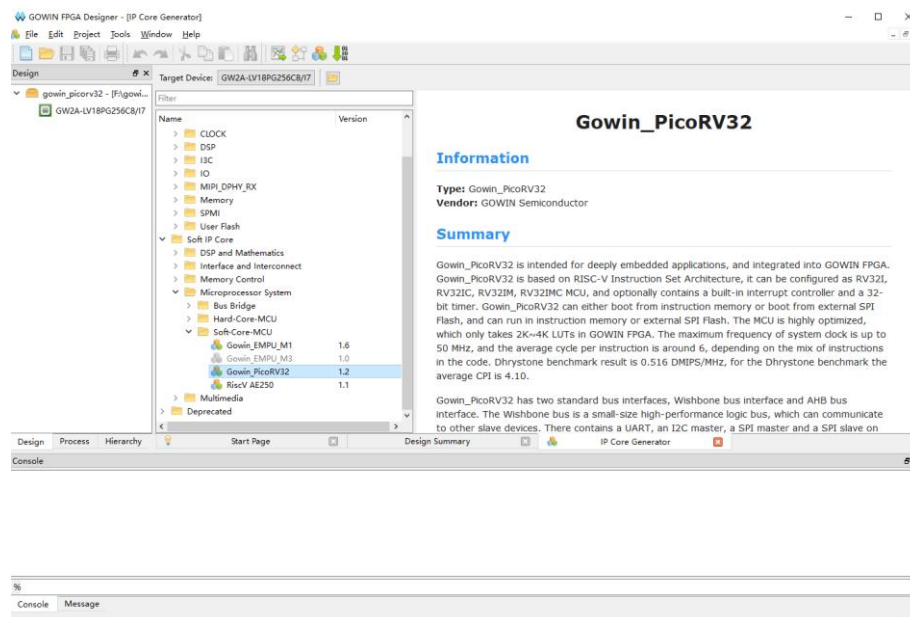 GOWIN FPGA Designer - [IP Core Generator]
File Edit Project Tools Window Help
Design
Target Device: GW2A-LV18PG256C8/I7
gowin_picorv32 - [F:\gowi...
GW2A-LV18PG256C8/I7
Filter
Name Version
CLOCK
DSP
I3C
IO
MIPI_DPHY_RX
Memory
SPMI
User Flash
Soft IP Core
DSP and Mathematics
Interface and Interconnect
Memory Control
Microprocessor System
Bus Bridge
Hard-Core-MCU
Soft-Core-MCU
Gowin_EMPU_M1 1.6
Gowin_EMPU_M3 1.0
Gowin_PicoRV32 1.2
RiscV AE250 1.1
Multimedia
Deprecated
Gowin_PicoRV32
Information
Type: Gowin_PicoRV32
Vendor: GOWIN Semiconductor
Summary
Gowin_PicoRV32 is intended for deeply embedded applications, and integrated into GOWIN FPGA.
Gowin_PicoRV32 is based on RISC-V Instruction Set Architecture, it can be configured as RV32I,
RV32IC, RV32IM, RV32IMC MCU, and optionally contains a built-in interrupt controller and a 32-
bit timer. Gowin_PicoRV32 can either boot from instruction memory or boot from external SPI
Flash, and can run in instruction memory or external SPI Flash. The MCU is highly optimized,
which only takes 2K~4K LUTs in GOWIN FPGA. The maximum frequency of system clock is up to
50 MHz, and the average cycle per instruction is around 6, depending on the mix of instructions
in the code. Dhrystone benchmark result is 0.516 DMIPS/MHz, for the Dhrystone benchmark the
average CPI is 4.10.
Gowin_PicoRV32 has two standard bus interfaces, Wishbone bus interface and AHB bus
interface. The Wishbone bus is a small-size high-performance logic bus, which can communicate
to other slave devices. There contains a UART, an I2C master, a SPI master and a SPI slave on
Design Process Hierarchy
Start Page Design Summary IP Core Generator
Console
%
Console Message